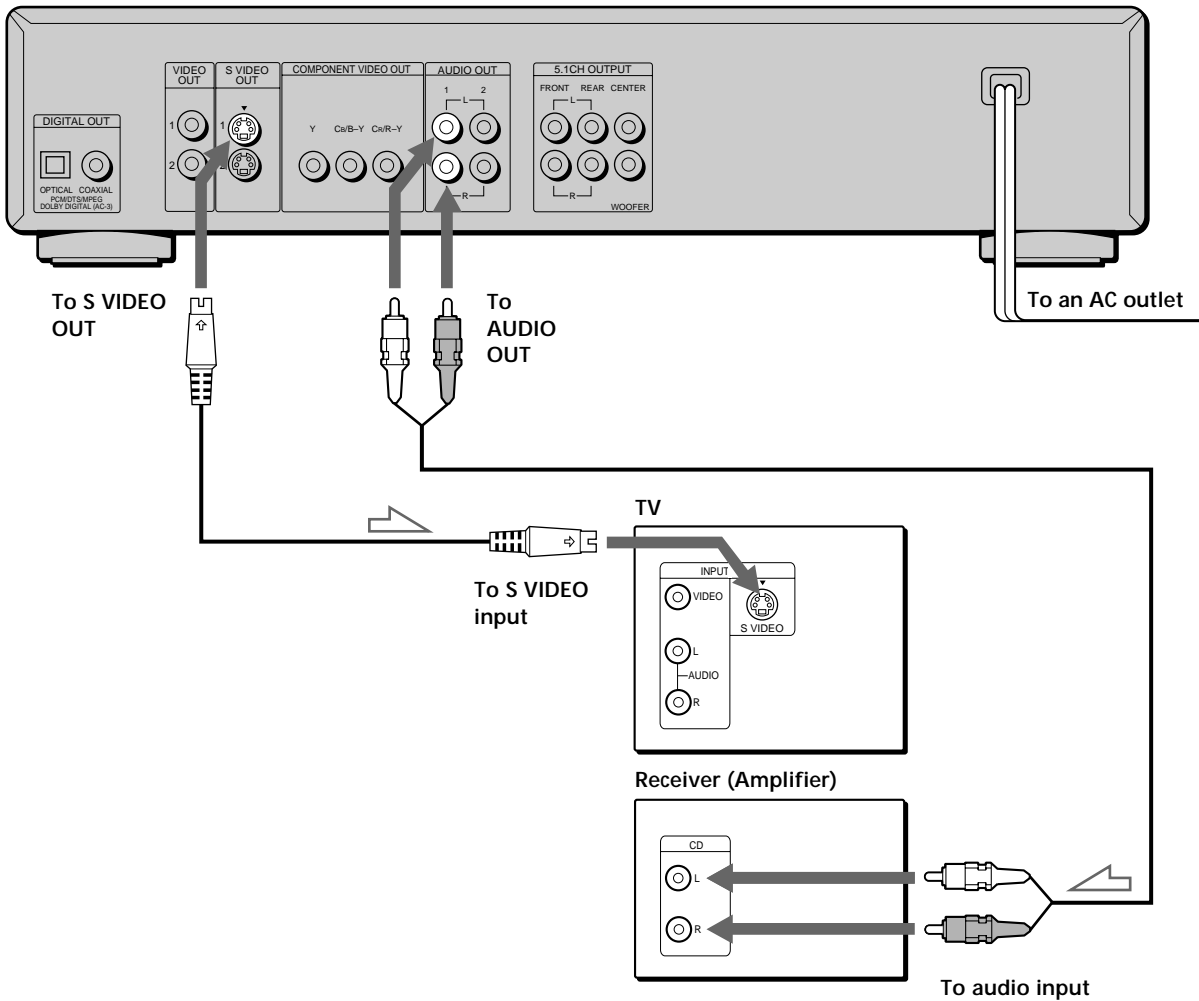 DIGITAL OUT
OPTICAL COAXIAL
PCM/DTS/MPEG
DOLBY DIGITAL (AC-3)
VIDEO
OUT
1
2
S VIDEO
OUT
1
COMPONENT VIDEO OUT
Y CB/B–Y CR/R–Y
AUDIO OUT
1 2
L
R
5.1CH OUTPUT
FRONT REAR CENTER
L
R
WOOFER
To S VIDEO
OUT
To
AUDIO
OUT
To an AC outlet
To S VIDEO
input
TV
INPUT
VIDEO
S VIDEO
L
AUDIO
R
Receiver (Amplifier)
CD
L
R
To audio input